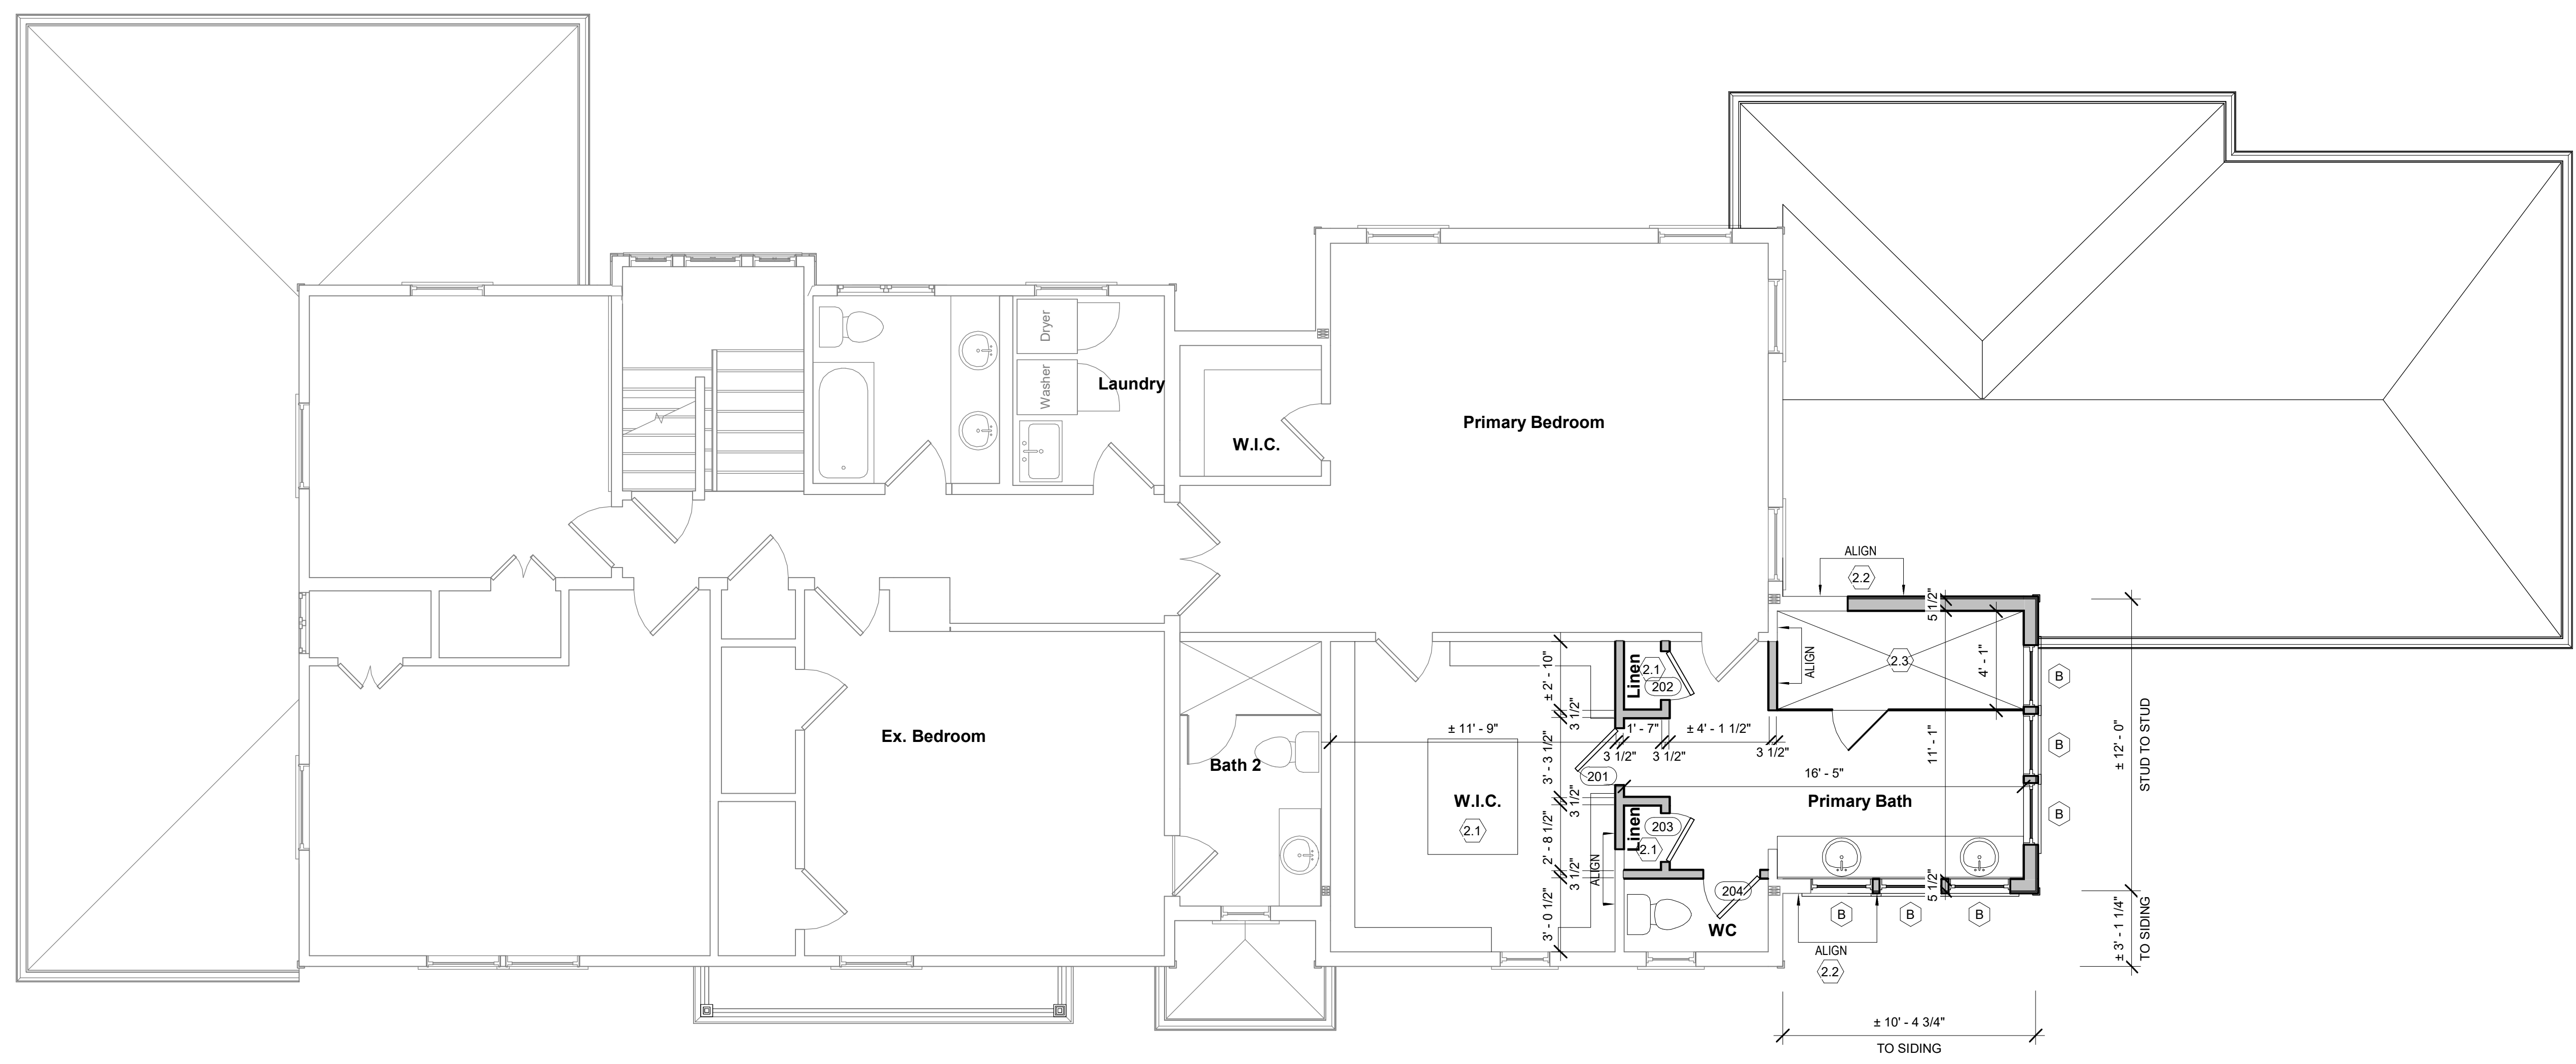 Dryer
Washer
Laundry
W.I.C.
Primary Bedroom
ALIGN
2.2
5 1/2"
ALIGN
2.3
4' - 1"
B
± 2' - 10"
Linen
2.1
202
3 1/2"
± 11' - 9"
1' - 7"
± 4' - 1 1/2"
3 1/2"
3 1/2"
3 1/2"
Ex. Bedroom
Bath 2
3' - 3 1/2"
11' - 1"
B
± 12' - 0"
STUD TO STUD
201
16' - 5"
W.I.C.
2.1
3 1/2"
Primary Bath
B
Linen
203
2.1
2' - 8 1/2"
3 1/2"
ALIGN
204
5 1/2"
3' - 0 1/2"
WC
B
B
B
± 3' - 1 1/4"
TO SIDING
ALIGN
2.2
± 10' - 4 3/4"
TO SIDING